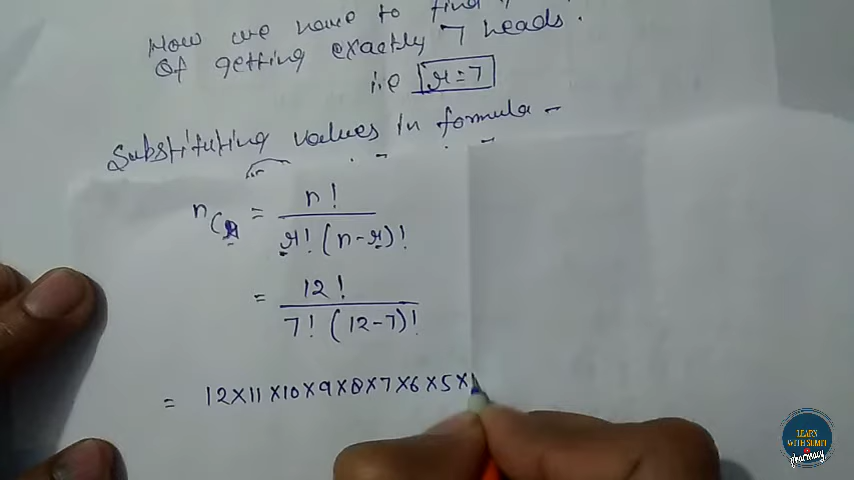 Now we have to find
of getting exactly 7 heads.
i.e r=7
Substituting values in formula -
nCr = n! / r! (n-r)!
= 12! / 7! (12-7)!
= 12×11×10×9×8×7×6×5×
LEARN
WITH SUMIT
pharmacy